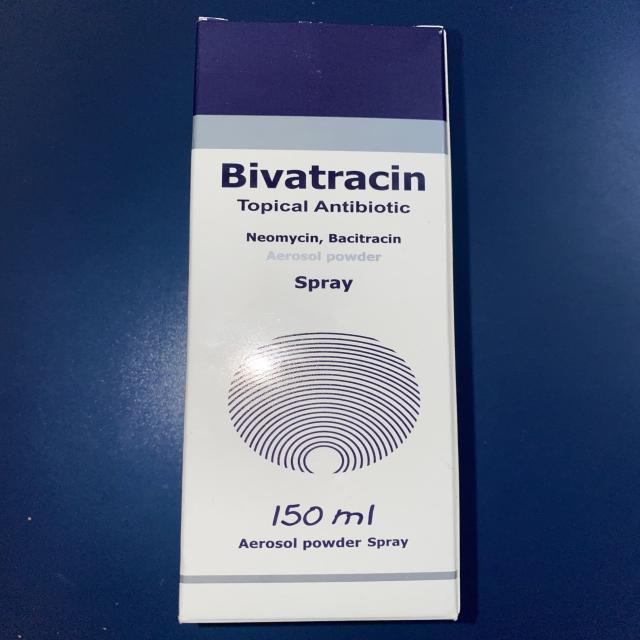 Bivatracin
Topical Antibiotic
Neomycin, Bacitracin
Aerosol powder
Spray
150 ml
Aerosol powder Spray